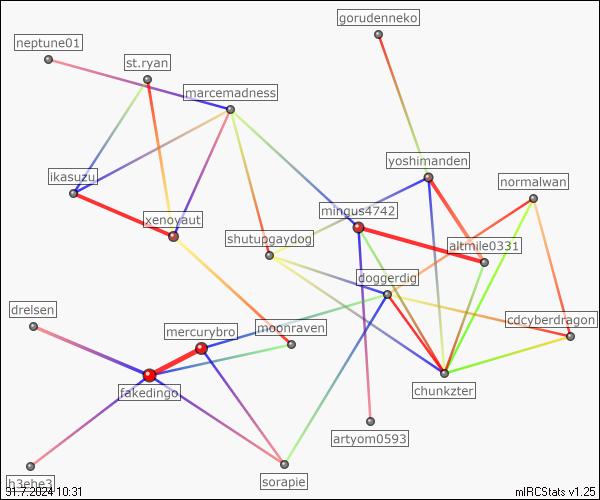 gorudenneko
neptune01
st.ryan
marcemadness
yoshimanden
ikasuzu
normalwan
mingus4742
xenoyaut
shutupgaydog
altmile0331
doggerdig
drelsen
cdcyberdragon
mercurybro
moonraven
fakedingo
chunkzter
artyom0593
h3ehe3
sorapie
31.7.2024 10:31
mIRCStats v1.25